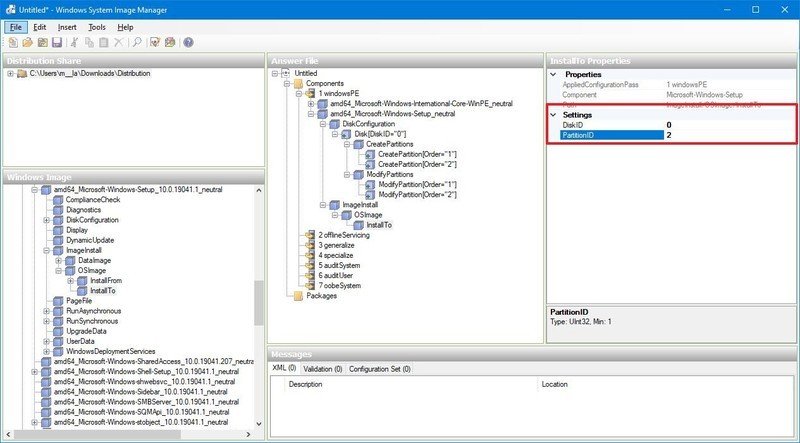 Untitled* - Windows System Image Manager
File Edit Insert Tools Help
Distribution Share
C:\Users\m__la\Downloads\Distribution
Windows Image
amd64_Microsoft-Windows-Setup_10.0.19041.1_neutral
ComplianceCheck
Diagnostics
DiskConfiguration
Display
DynamicUpdate
ImageInstall
DataImage
OSImage
InstallFrom
InstallTo
PageFile
RunAsynchronous
RunSynchronous
UpgradeData
UserData
WindowsDeploymentServices
amd64_Microsoft-Windows-SharedAccess_10.0.19041.207_neutral
amd64_Microsoft-Windows-Shell-Setup_10.0.19041.1_neutral
amd64_Microsoft-Windows-shwebsvc_10.0.19041.1_neutral
amd64_Microsoft-Windows-Sidebar_10.0.19041.1_neutral
amd64_Microsoft-Windows-SMBServer_10.0.19041.1_neutral
amd64_Microsoft-Windows-SQMApi_10.0.19041.1_neutral
amd64_Microsoft-Windows-stobject_10.0.19041.1_neutral
Answer File
Untitled
Components
1 windowsPE
amd64_Microsoft-Windows-International-Core-WinPE_neutral
amd64_Microsoft-Windows-Setup_neutral
DiskConfiguration
Disk[DiskID="0"]
CreatePartitions
CreatePartition[Order="1"]
CreatePartition[Order="2"]
ModifyPartitions
ModifyPartition[Order="1"]
ModifyPartition[Order="2"]
ImageInstall
OSImage
InstallTo
2 offlineServicing
3 generalize
4 specialize
5 auditSystem
6 auditUser
7 oobeSystem
Packages
InstallTo Properties
Properties
AppliedConfigurationPass 1 windowsPE
Component Microsoft-Windows-Setup
Path ImageInstall/OSImage/InstallTo
Settings
DiskID 0
PartitionID 2
PartitionID
Type: UInt32, Min: 1
Messages
XML (0) Validation (0) Configuration Set (0)
Description Location